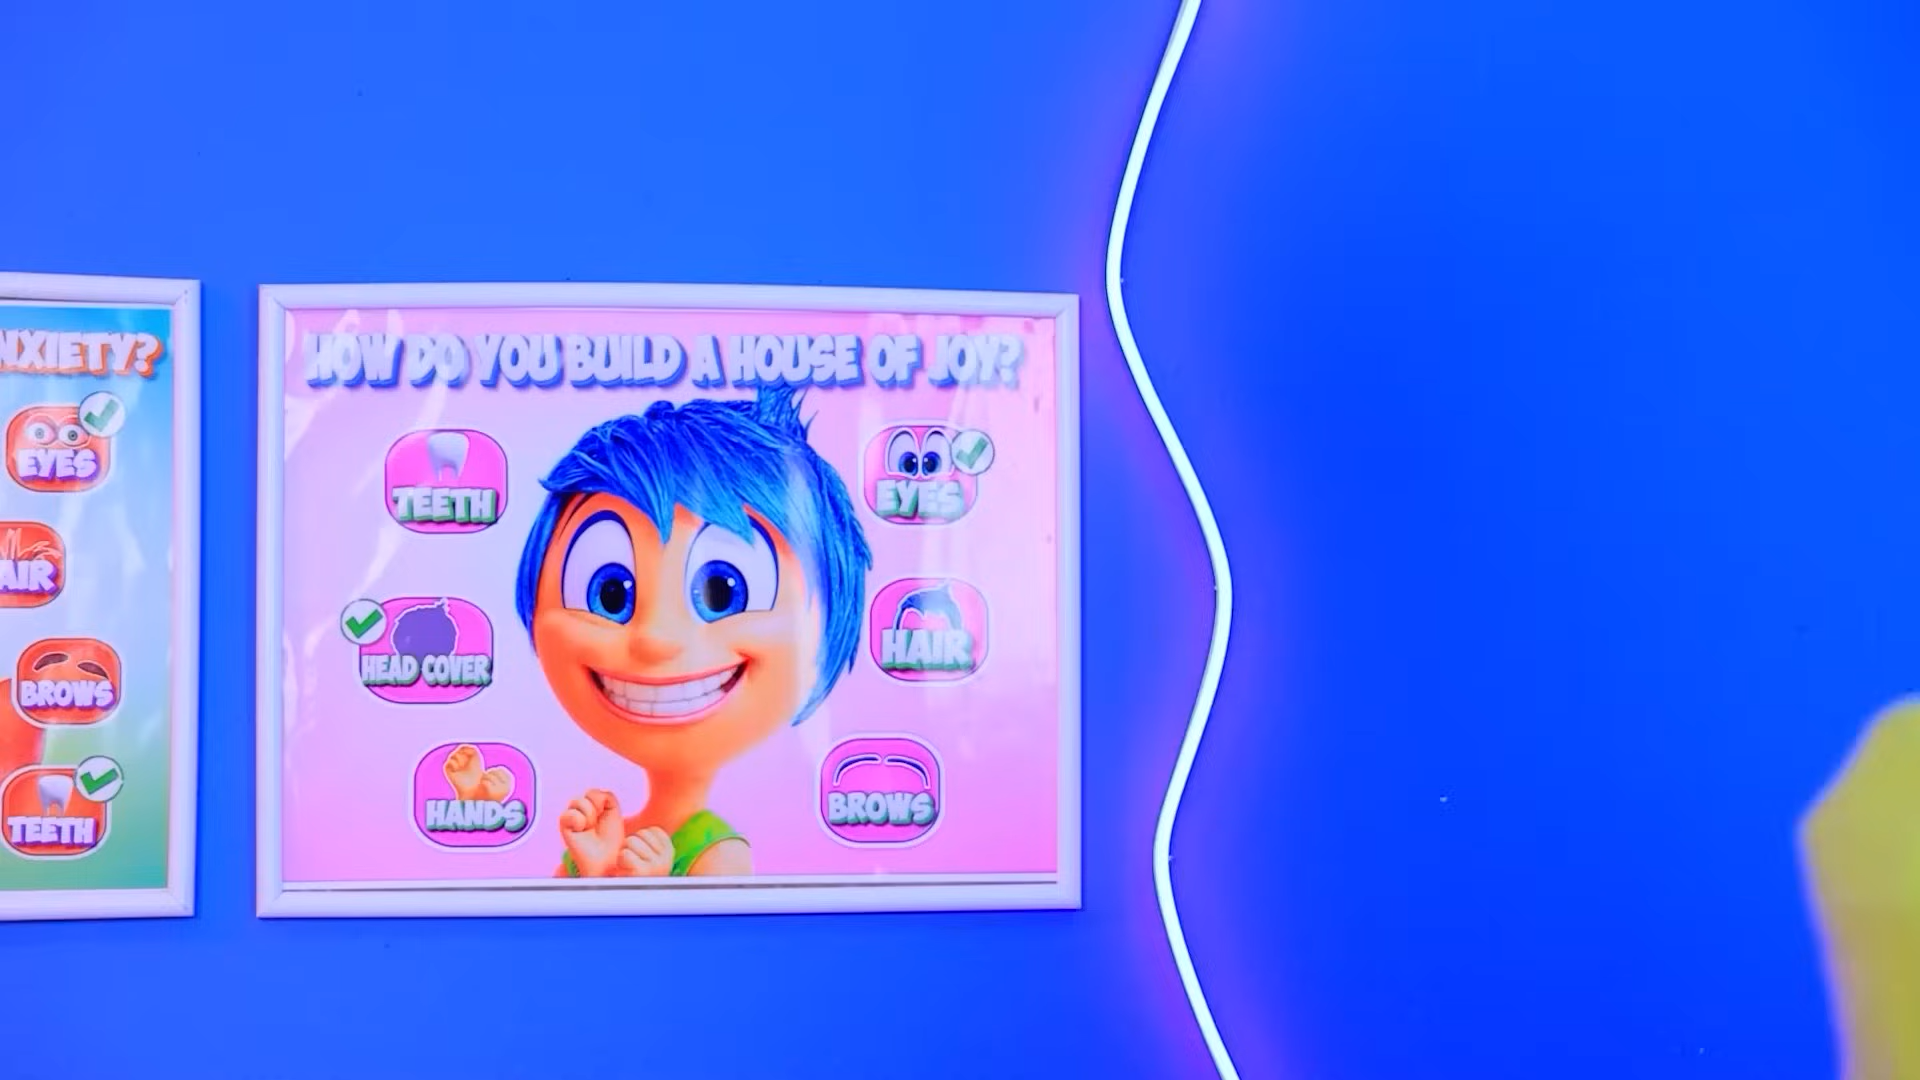 NXIETY?
EYES
AIR
BROWS
TEETH
HOW DO YOU BUILD A HOUSE OF JOY?
TEETH
EYES
HEAD COVER
HAIR
HANDS
BROWS